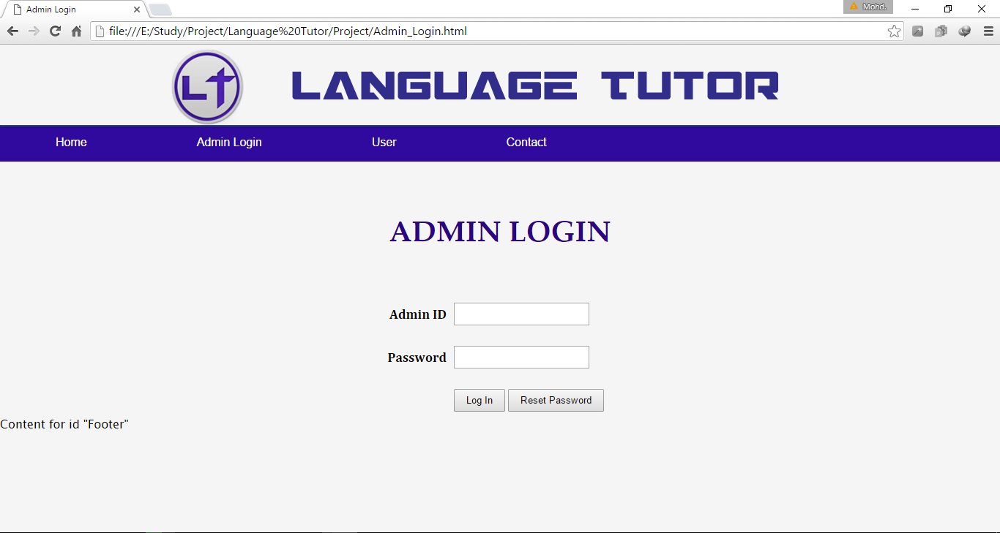 Admin Login
Mohd.
file:///E:/Study/Project/Language%20Tutor/Project/Admin_Login.html
LT LANGUAGE TUTOR
Home Admin Login User Contact
ADMIN LOGIN
Admin ID
Password
Log In Reset Password
Content for id "Footer"